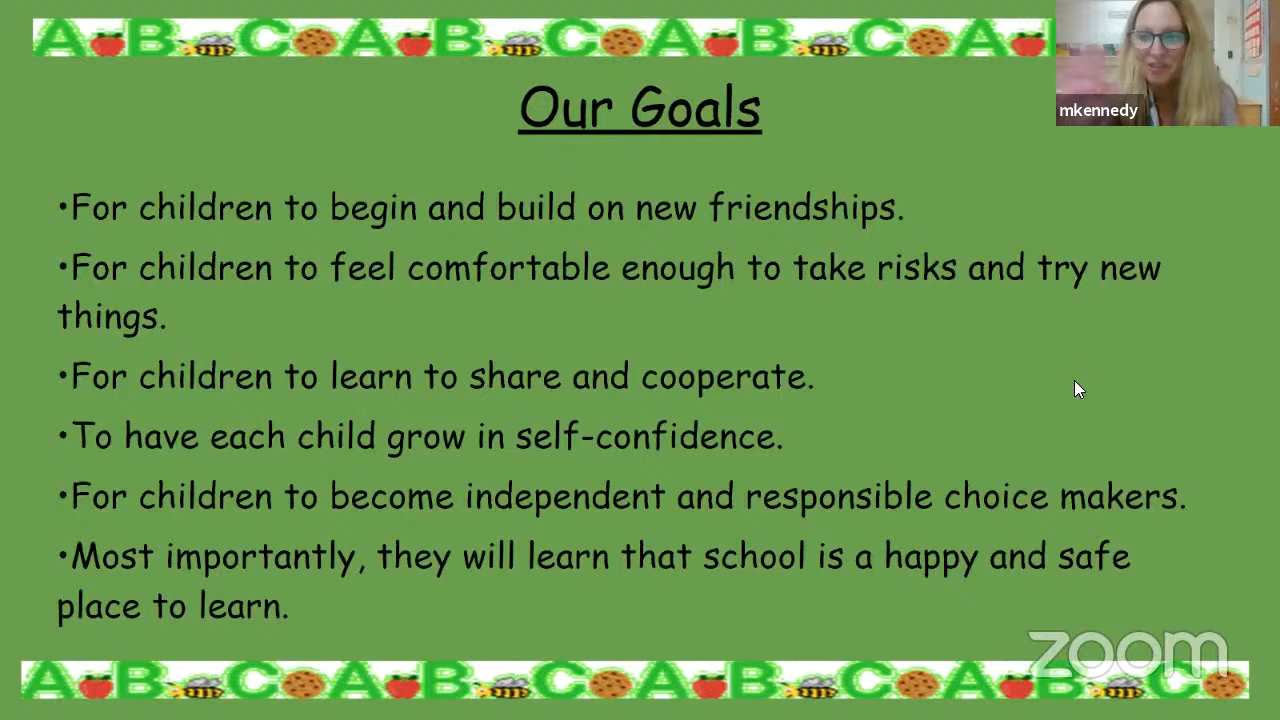 A B C A B C A B C A
mkennedy
Our Goals
•For children to begin and build on new friendships.
•For children to feel comfortable enough to take risks and try new
things.
•For children to learn to share and cooperate.
•To have each child grow in self-confidence.
•For children to become independent and responsible choice makers.
•Most importantly, they will learn that school is a happy and safe
place to learn.
zoom
A B C A B C A B C A B C